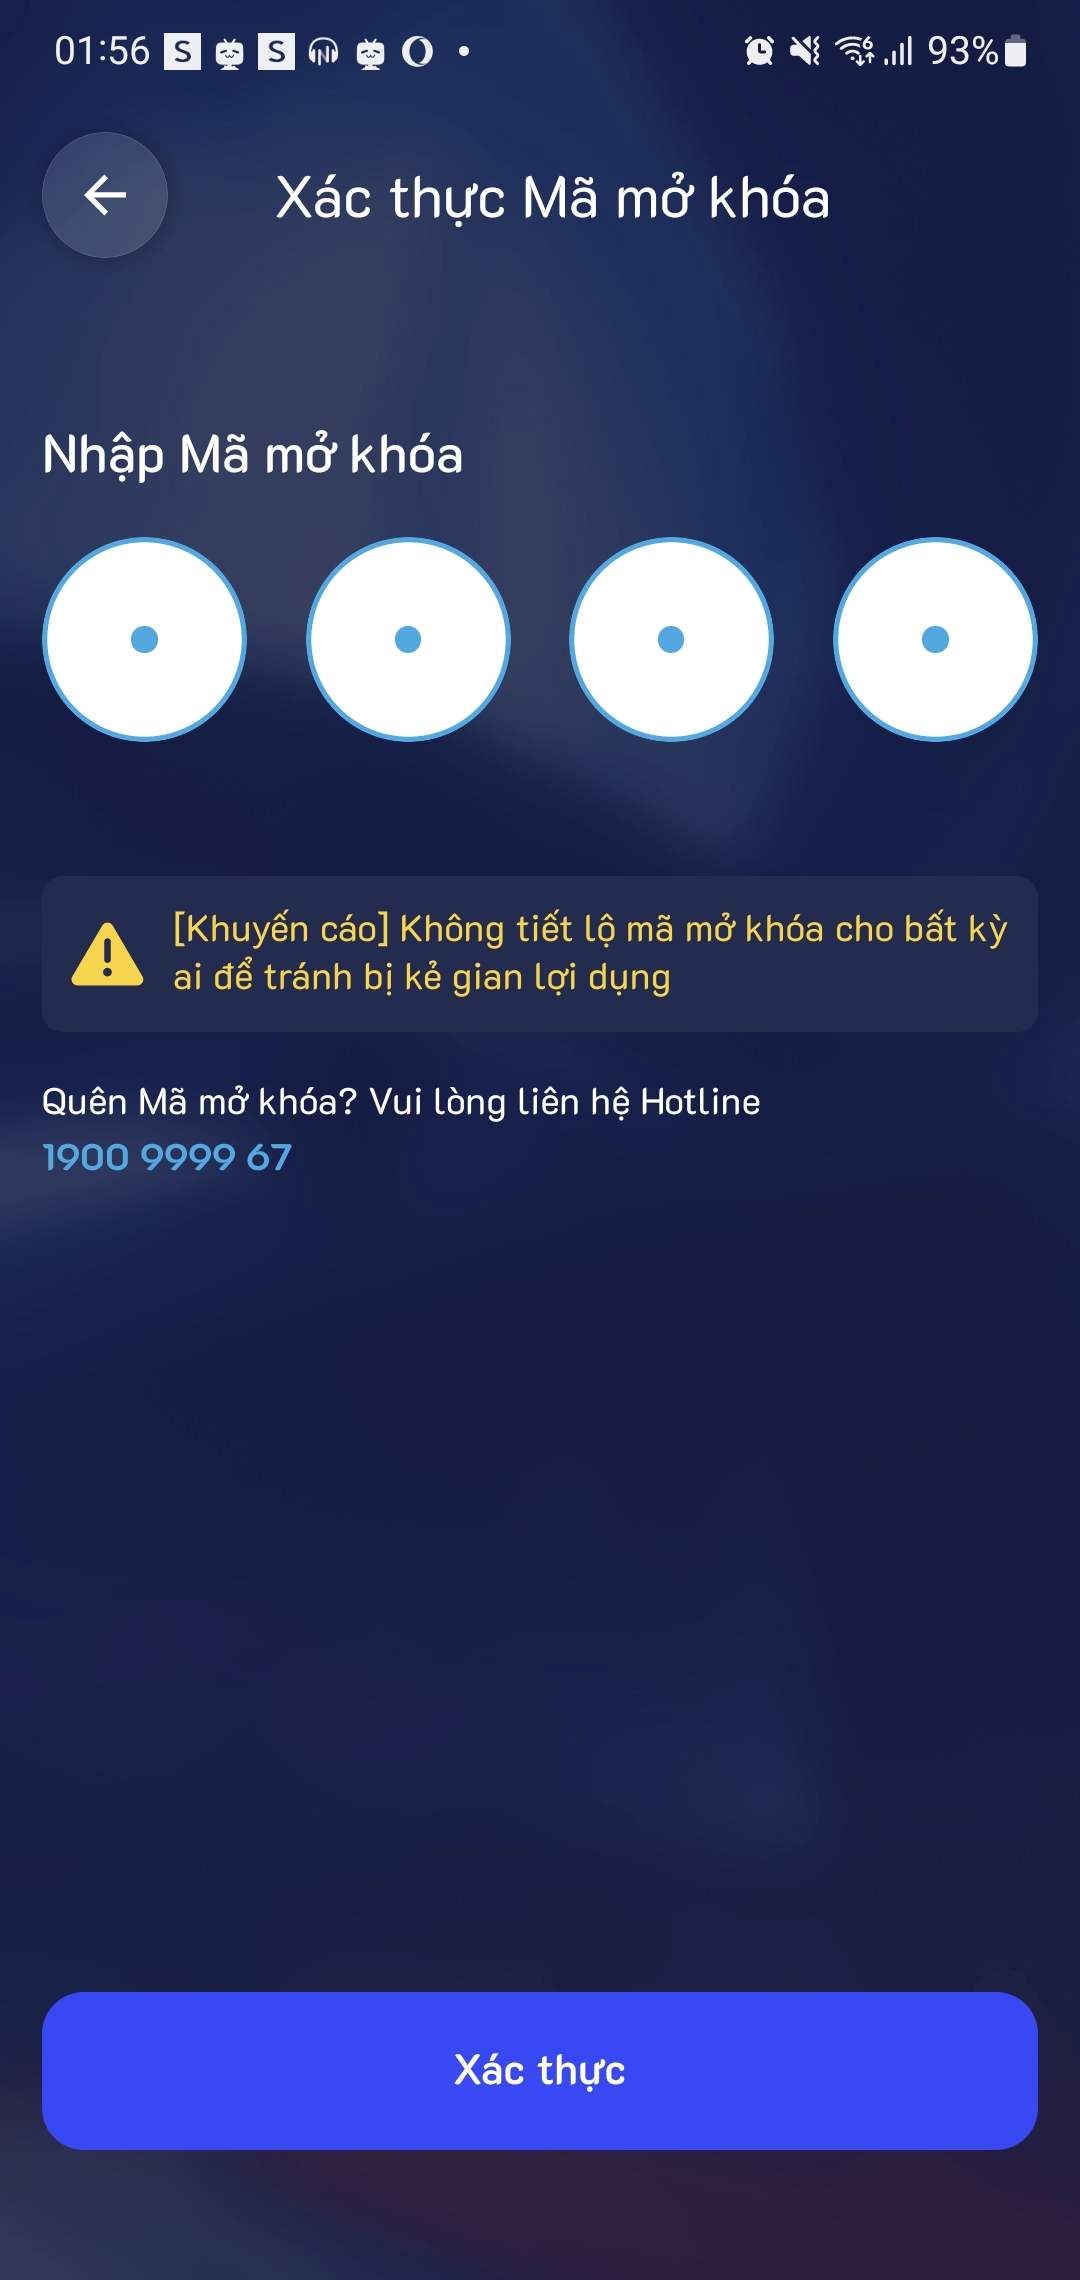 01:56 S S 6 93%
Xác thực Mã mở khóa
Nhập Mã mở khóa
[Khuyến cáo] Không tiết lộ mã mở khóa cho bất kỳ
ai để tránh bị kẻ gian lợi dụng
Quên Mã mở khóa? Vui lòng liên hệ Hotline
1900 9999 67
Xác thực